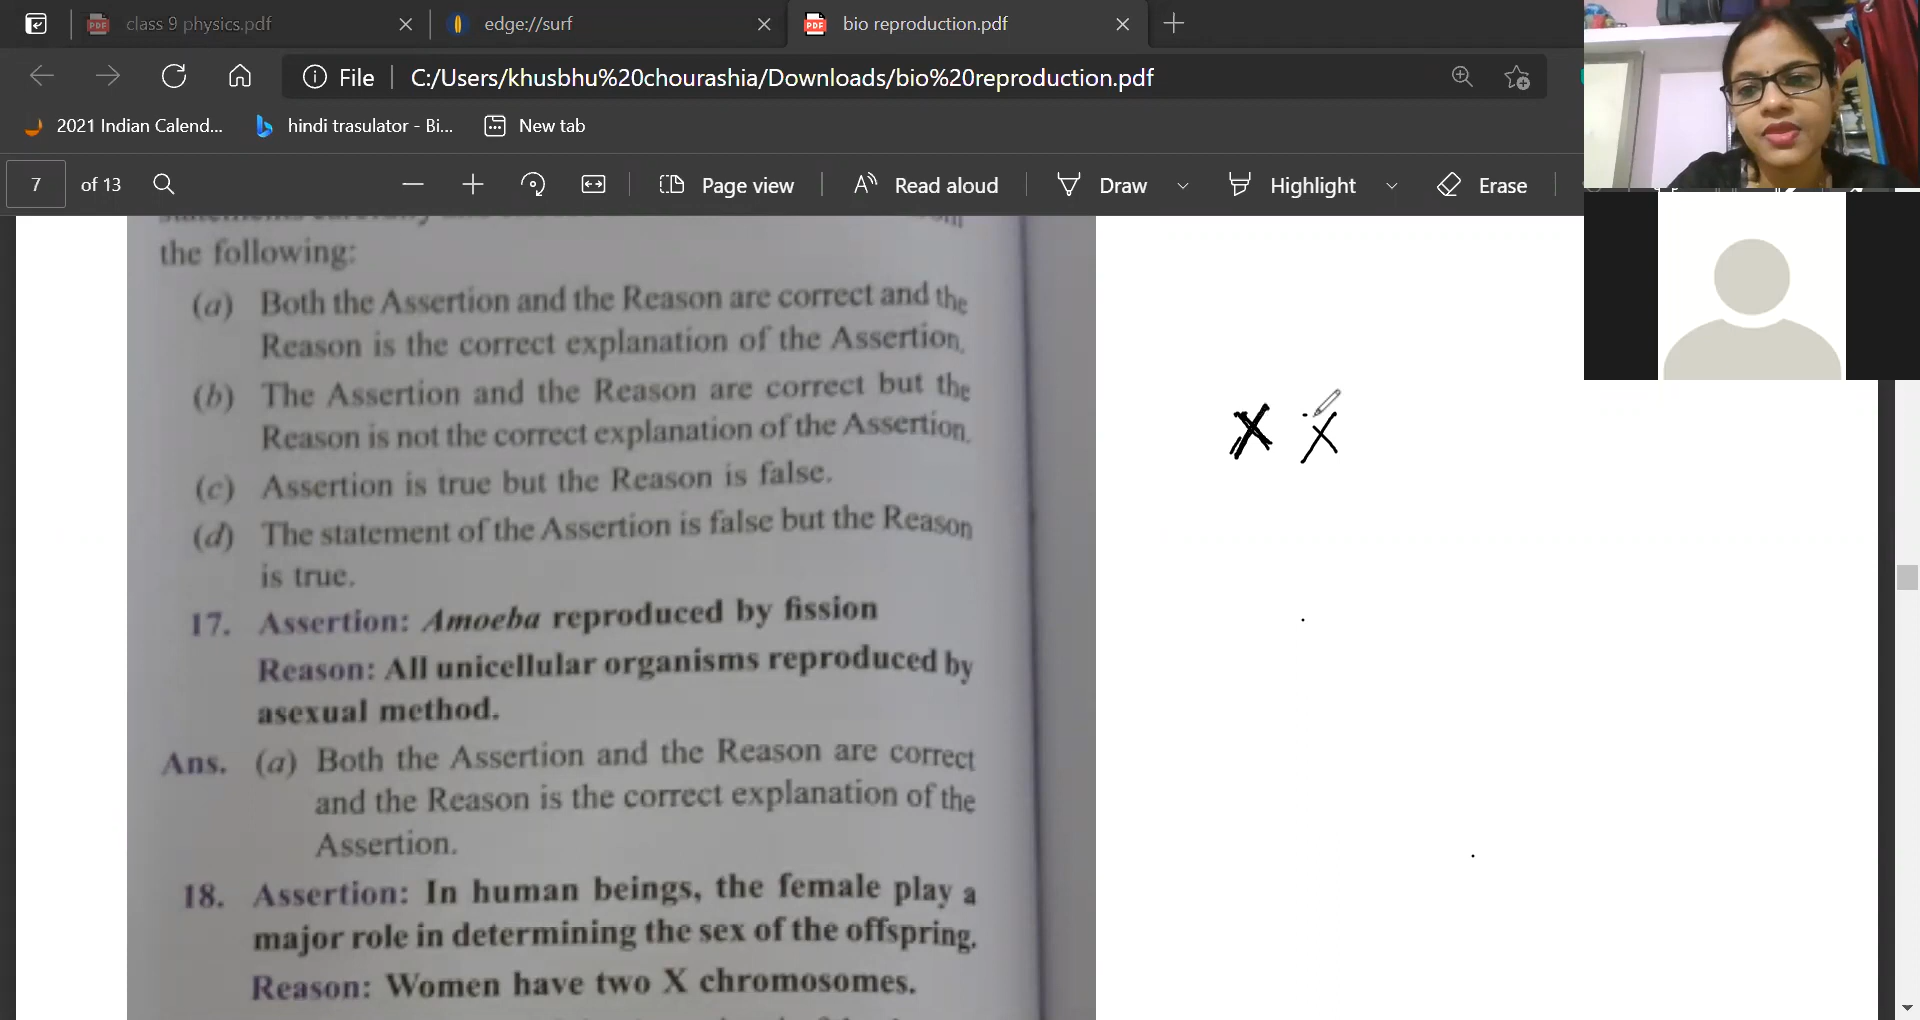 class 9 physics.pdf
edge://surf
bio reproduction.pdf
File
C:/Users/khusbhu%20chourashia/Downloads/bio%20reproduction.pdf
2021 Indian Calend...
hindi trasulator - Bi...
New tab
7 of 13
Page view
Read aloud
Draw
Highlight
Erase
the following:
(a) Both the Assertion and the Reason are correct and the
Reason is the correct explanation of the Assertion.
(b) The Assertion and the Reason are correct but the
Reason is not the correct explanation of the Assertion.
(c) Assertion is true but the Reason is false.
(d) The statement of the Assertion is false but the Reason
is true.
17. Assertion: Amoeba reproduced by fission
Reason: All unicellular organisms reproduced by
asexual method.
Ans. (a) Both the Assertion and the Reason are correct
and the Reason is the correct explanation of the
Assertion.
18. Assertion: In human beings, the female play a
major role in determining the sex of the offspring.
Reason: Women have two X chromosomes.
X X